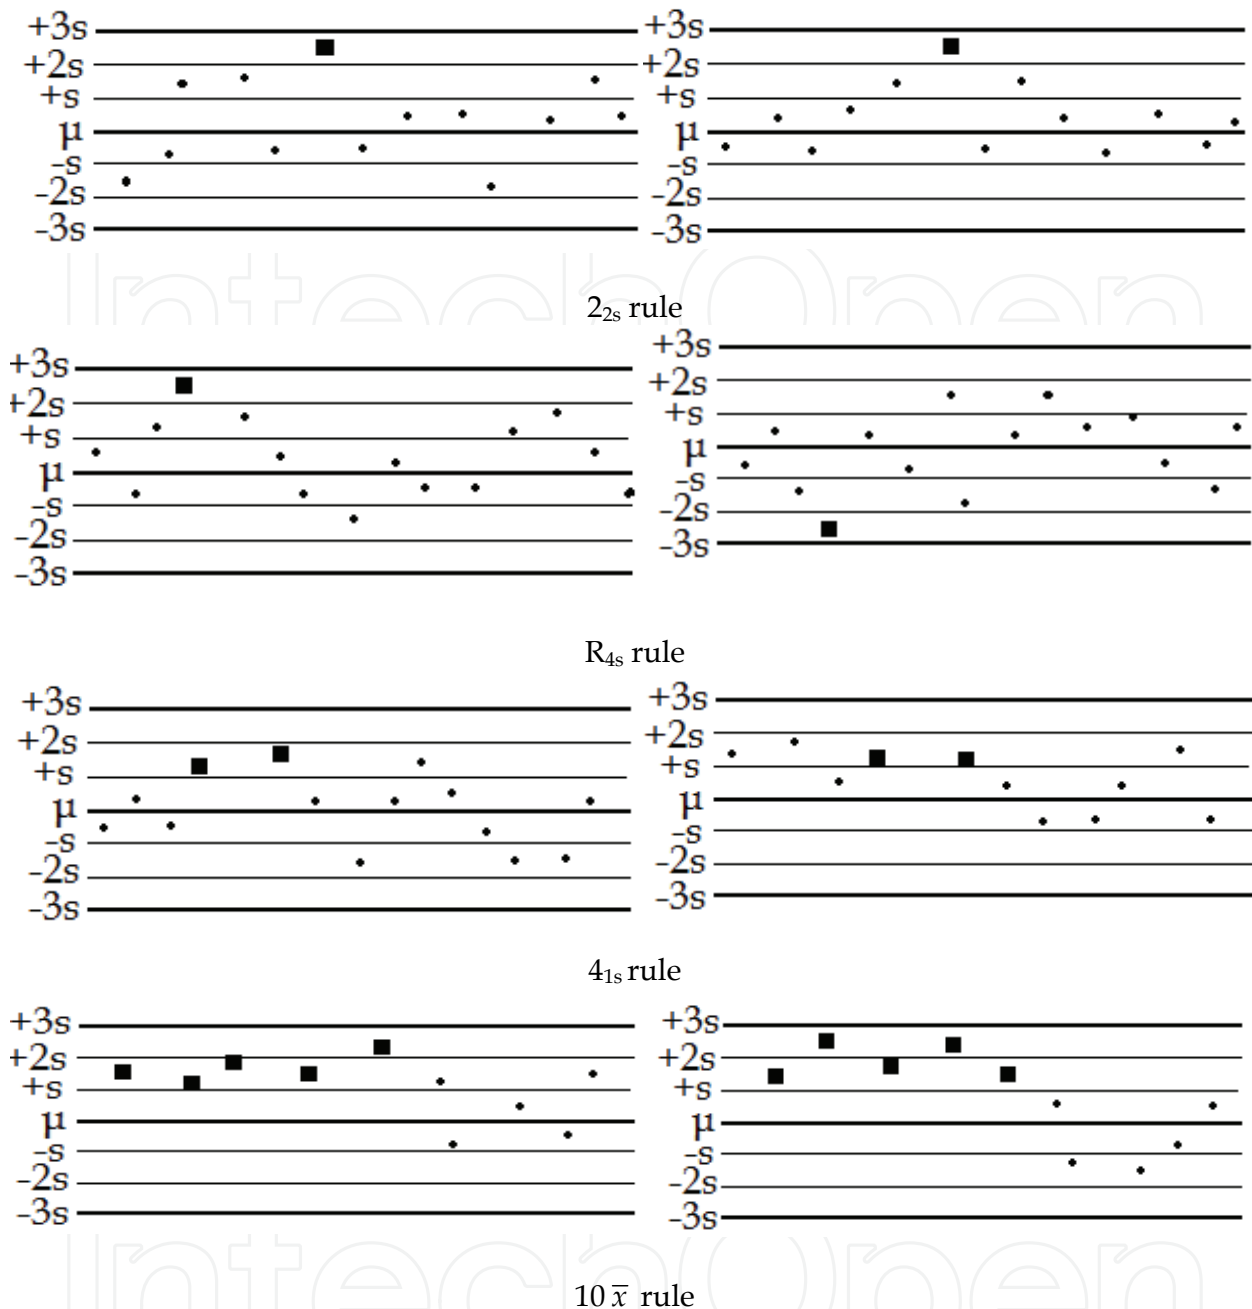 +3s +3s
+2s +2s
+s +s
μ μ
-s -s
-2s -2s
-3s -3s
IntechOpen
2₂ₛ rule
+3s +3s
+2s +2s
+s +s
μ μ
-s -s
-2s -2s
-3s -3s
R₄ₛ rule
+3s +3s
+2s +2s
+s +s
μ μ
-s -s
-2s -2s
-3s -3s
4₁ₛ rule
+3s +3s
+2s +2s
+s +s
μ μ
-s -s
-2s -2s
-3s -3s
IntechOpen
10 x̅ rule